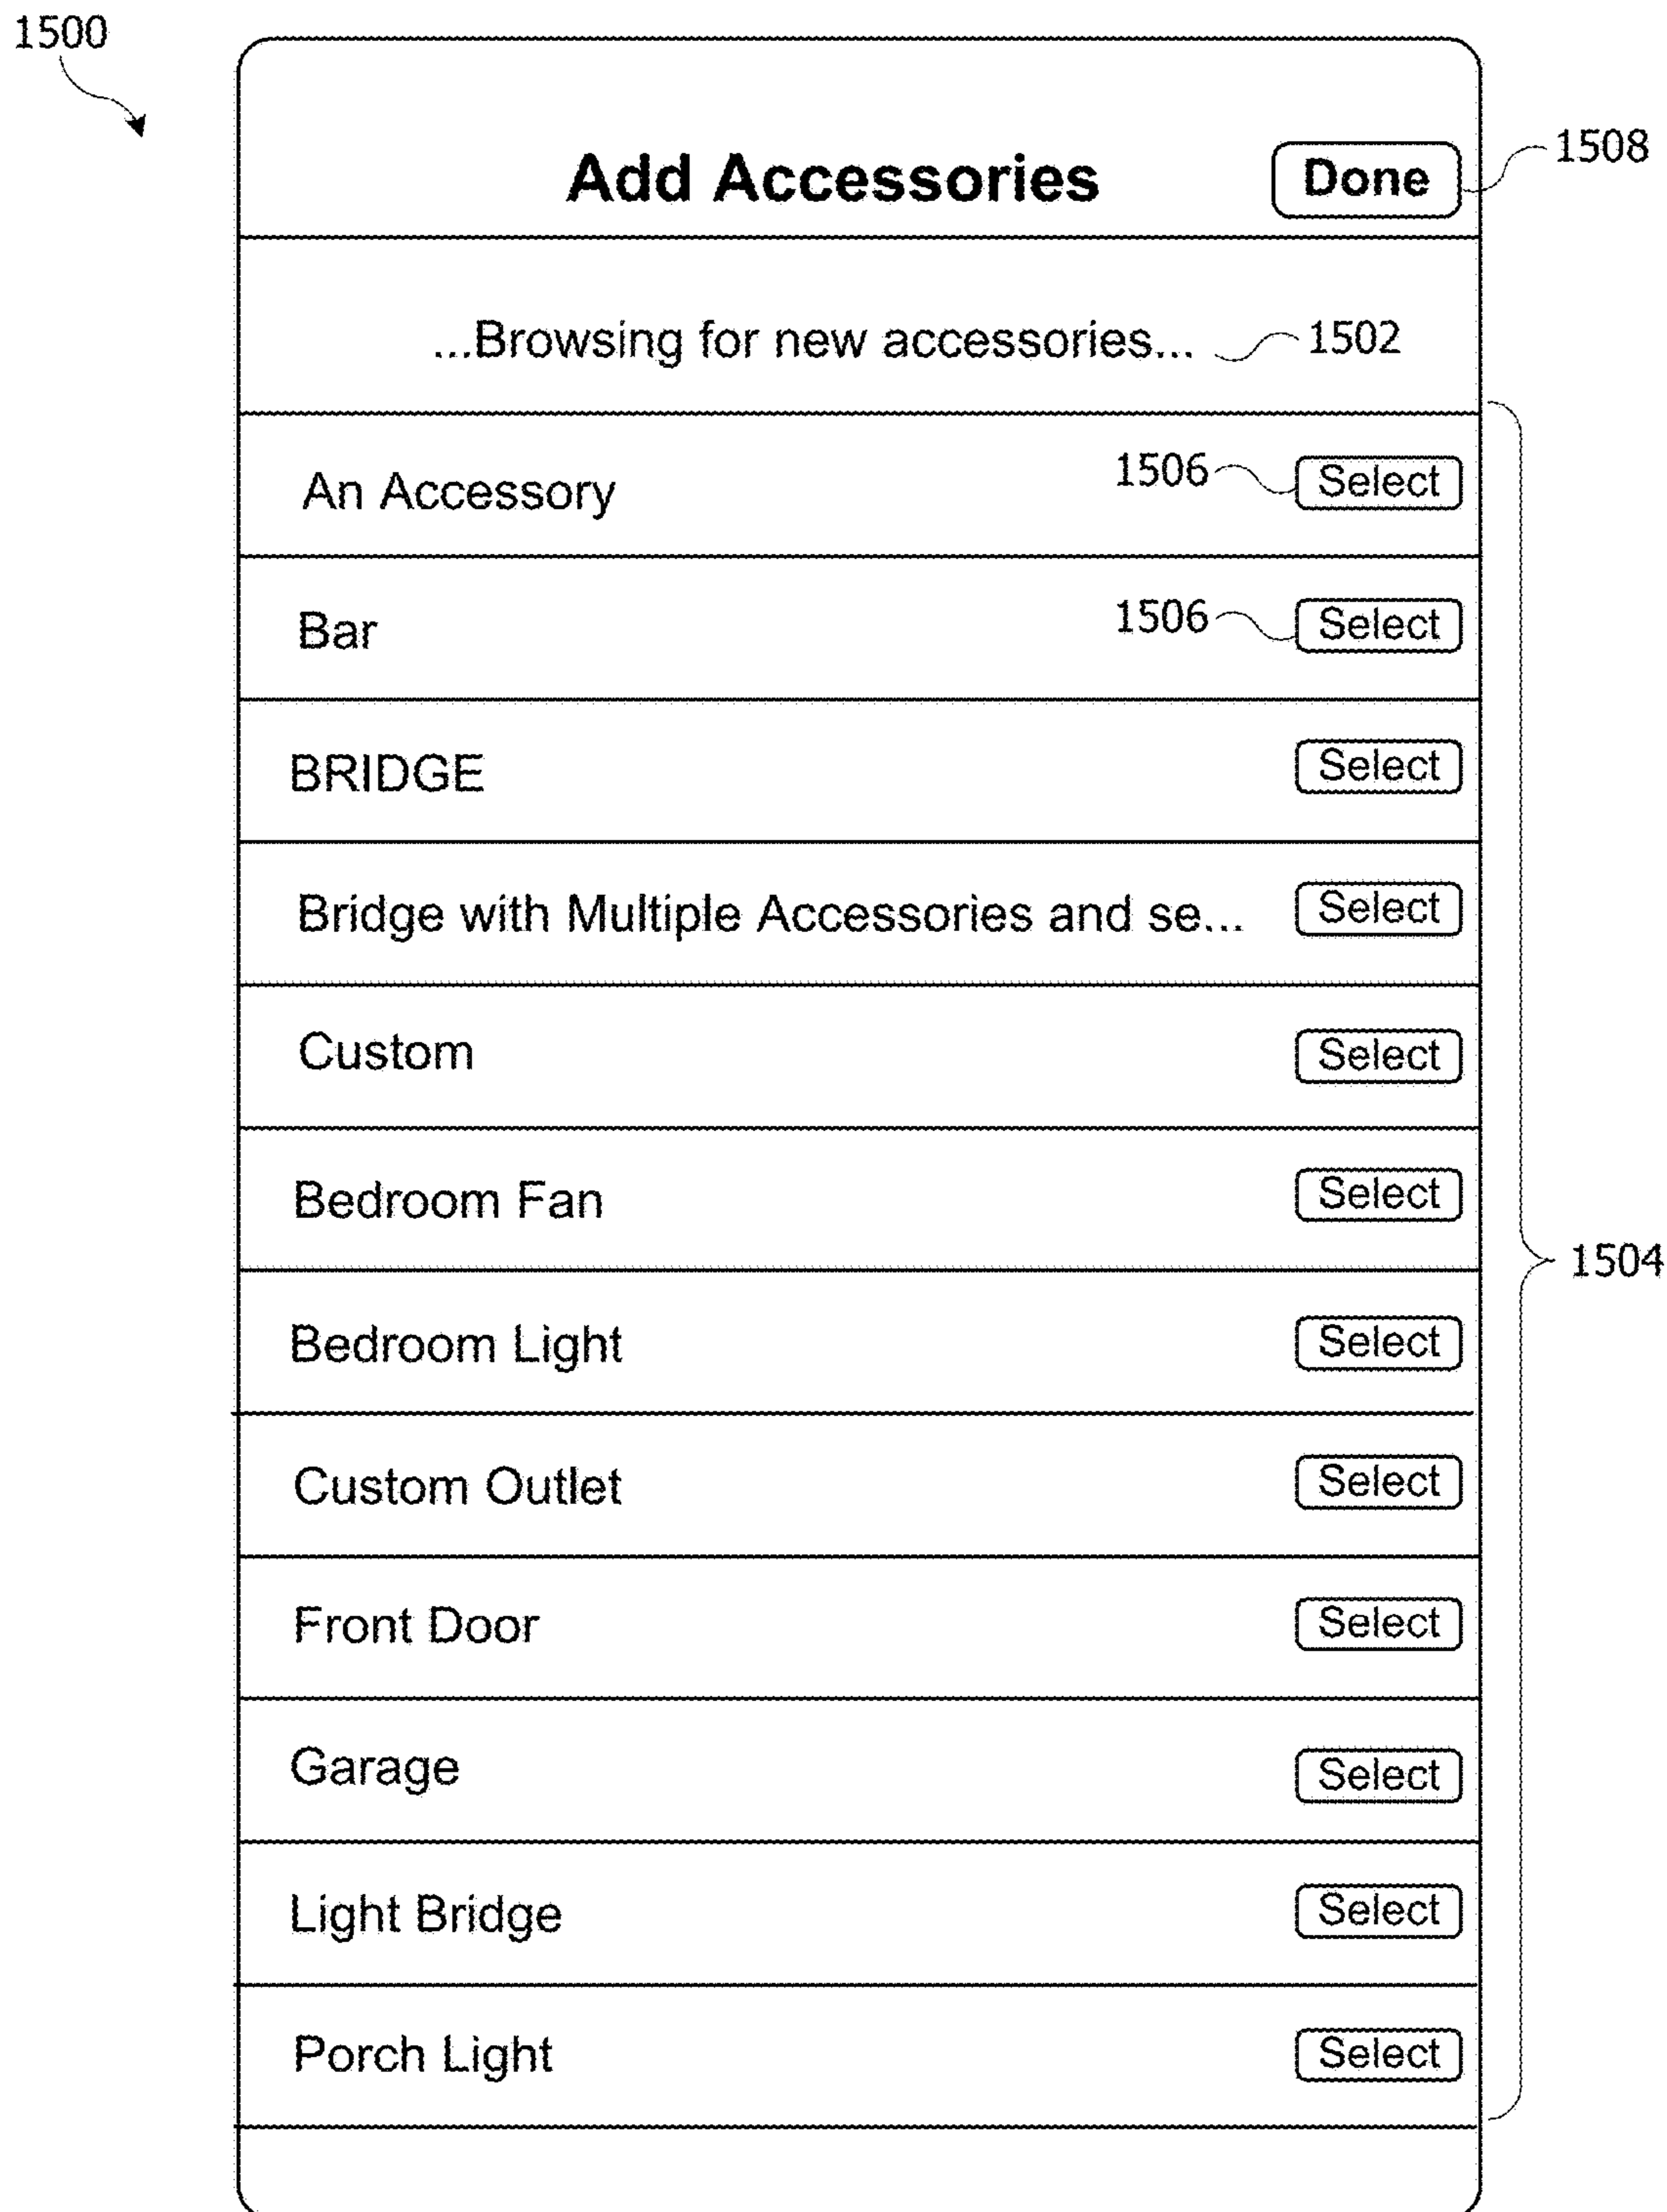 1500
Add Accessories Done 1508
...Browsing for new accessories... 1502
An Accessory 1506 Select
Bar 1506 Select
BRIDGE Select
Bridge with Multiple Accessories and se... Select
Custom Select
Bedroom Fan Select
1504
Bedroom Light Select
Custom Outlet Select
Front Door Select
Garage Select
Light Bridge Select
Porch Light Select